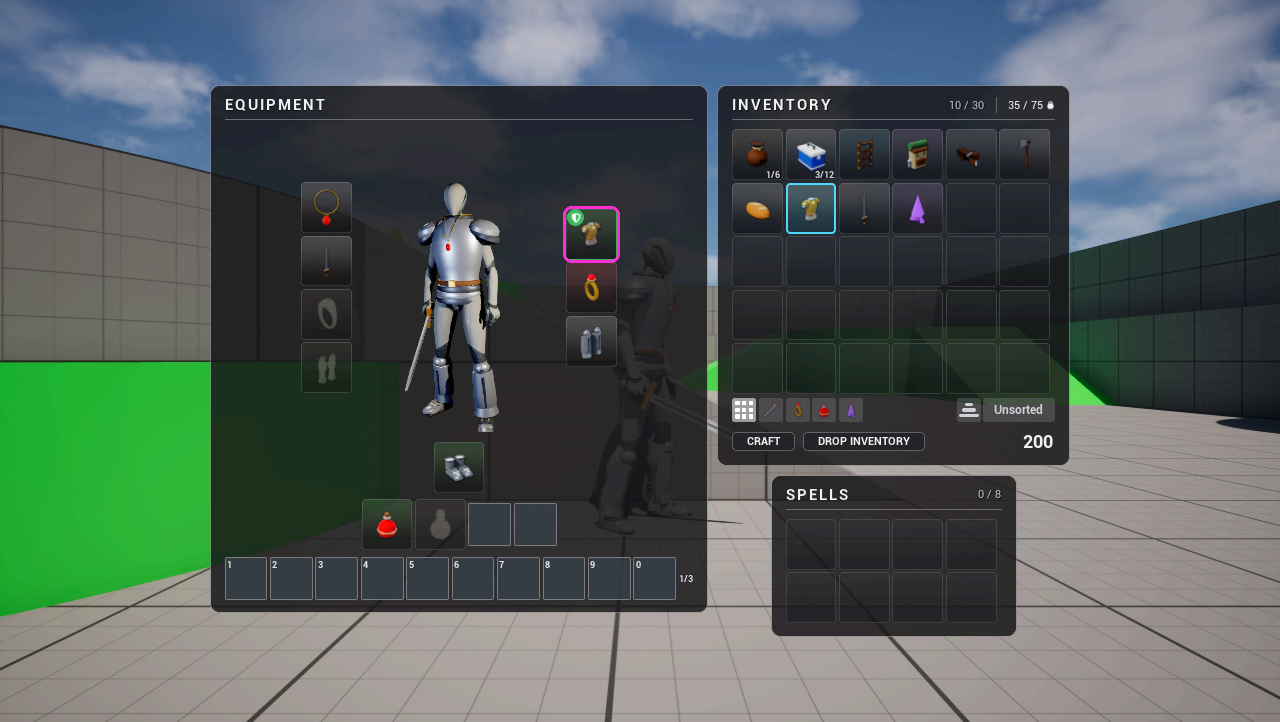 EQUIPMENT
INVENTORY 10 / 30 35 / 75
1/6 3/12
Unsorted
CRAFT DROP INVENTORY 200
SPELLS 0 / 8
1 2 3 4 5 6 7 8 9 0 1/3